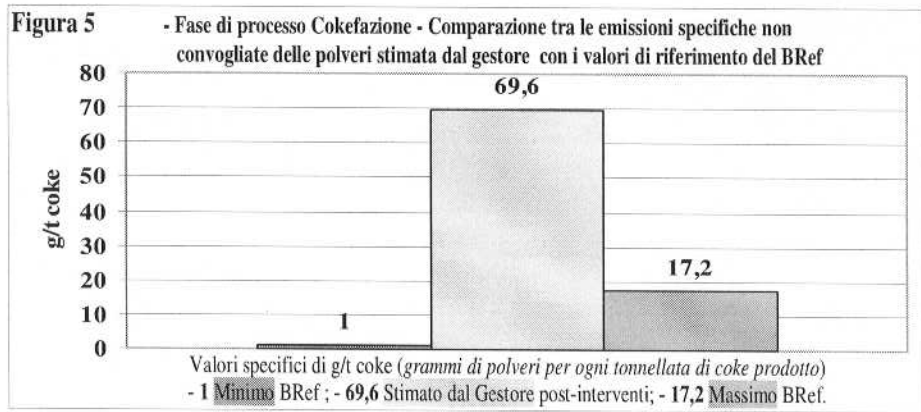 Figura 5 - Fase di processo Cokefazione - Comparazione tra le emissioni specifiche non
convogliate delle polveri stimata dal gestore con i valori di riferimento del BRef
80
70
60
50
40
30
20
10
0
g/t coke
1
69,6
17,2
Valori specifici di g/t coke (grammi di polveri per ogni tonnellata di coke prodotto)
- 1 Minimo BRef ; - 69,6 Stimato dal Gestore post-interventi; - 17,2 Massimo BRef.